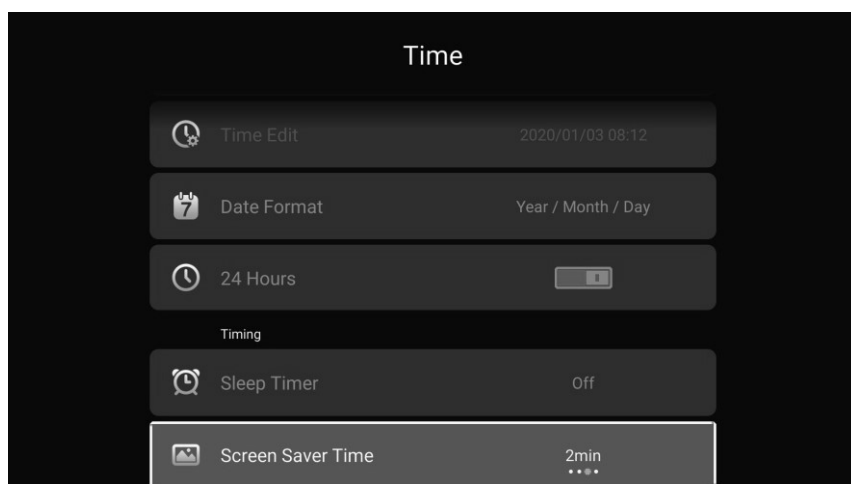 Time
Time Edit 2020/01/03 08:12
7 Date Format Year / Month / Day
24 Hours
Timing
Sleep Timer Off
Screen Saver Time 2min